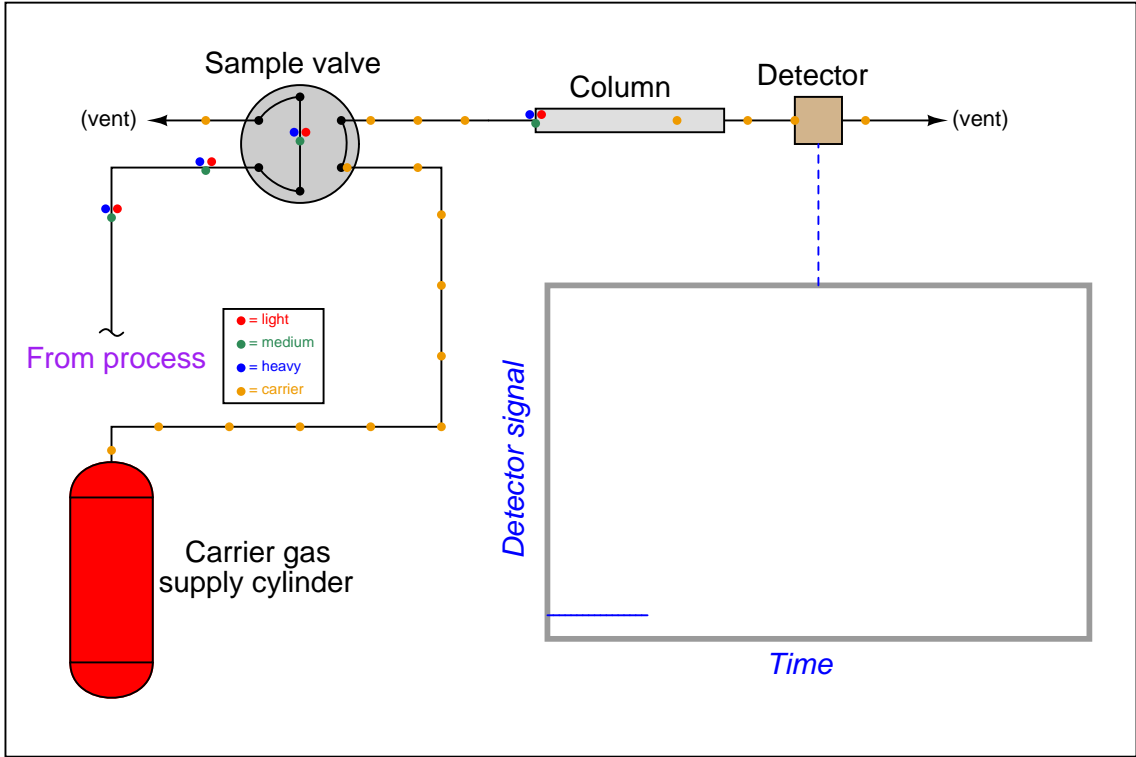 Sample valve
Column
Detector
(vent)
(vent)
From process
= light
= medium
= heavy
= carrier
Detector signal
Carrier gas
supply cylinder
Time